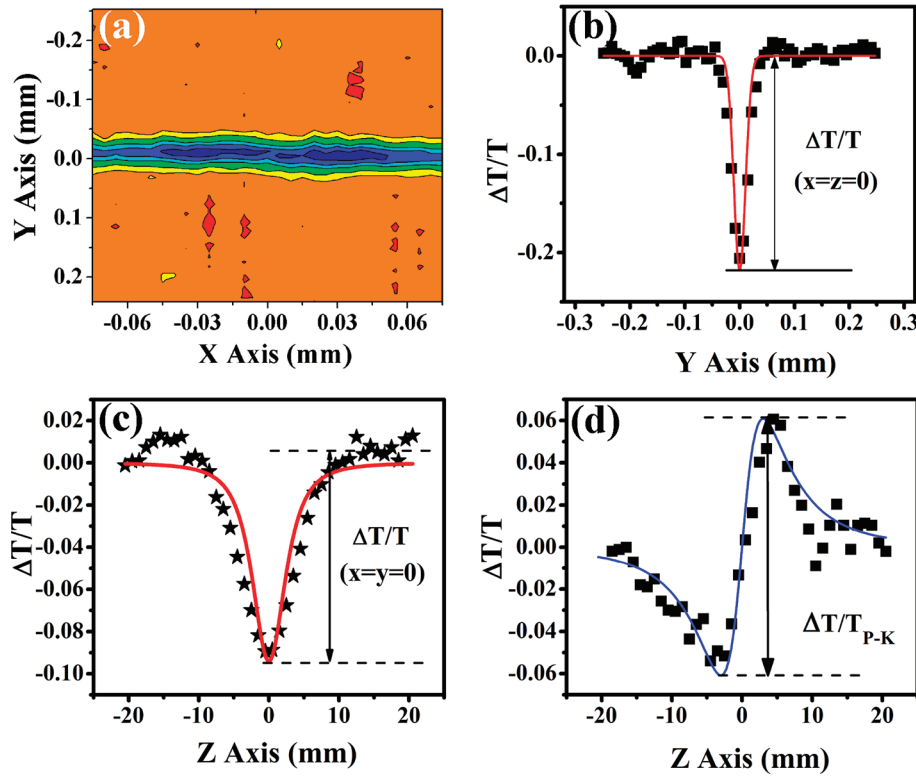 (a)
-0.2
-0.1
0.0
0.1
0.2
Y Axis (mm)
-0.06 -0.03 0.00 0.03 0.06
X Axis (mm)
(b)
0.0
-0.1
-0.2
ΔT/T
ΔT/T
(x=z=0)
-0.3 -0.2 -0.1 0.0 0.1 0.2 0.3
Y Axis (mm)
(c)
0.02
0.00
-0.02
-0.04
-0.06
-0.08
-0.10
ΔT/T
ΔT/T
(x=y=0)
-20 -10 0 10 20
Z Axis (mm)
(d)
0.06
0.04
0.02
0.00
-0.02
-0.04
-0.06
ΔT/T
ΔT/TP-K
-20 -10 0 10 20
Z Axis (mm)